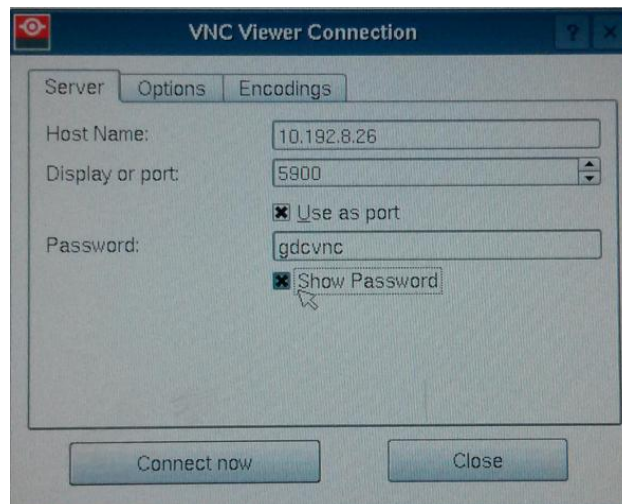 VNC Viewer Connection
Server Options Encodings
Host Name: 10.192.8.26
Display or port: 5900
Use as port
Password: gdcvnc
Show Password
Connect now Close